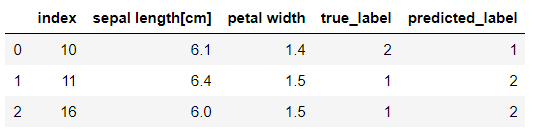 index sepal length[cm] petal width true_label predicted_label
0 10 6.1 1.4 2 1
1 11 6.4 1.5 1 2
2 16 6.0 1.5 1 2